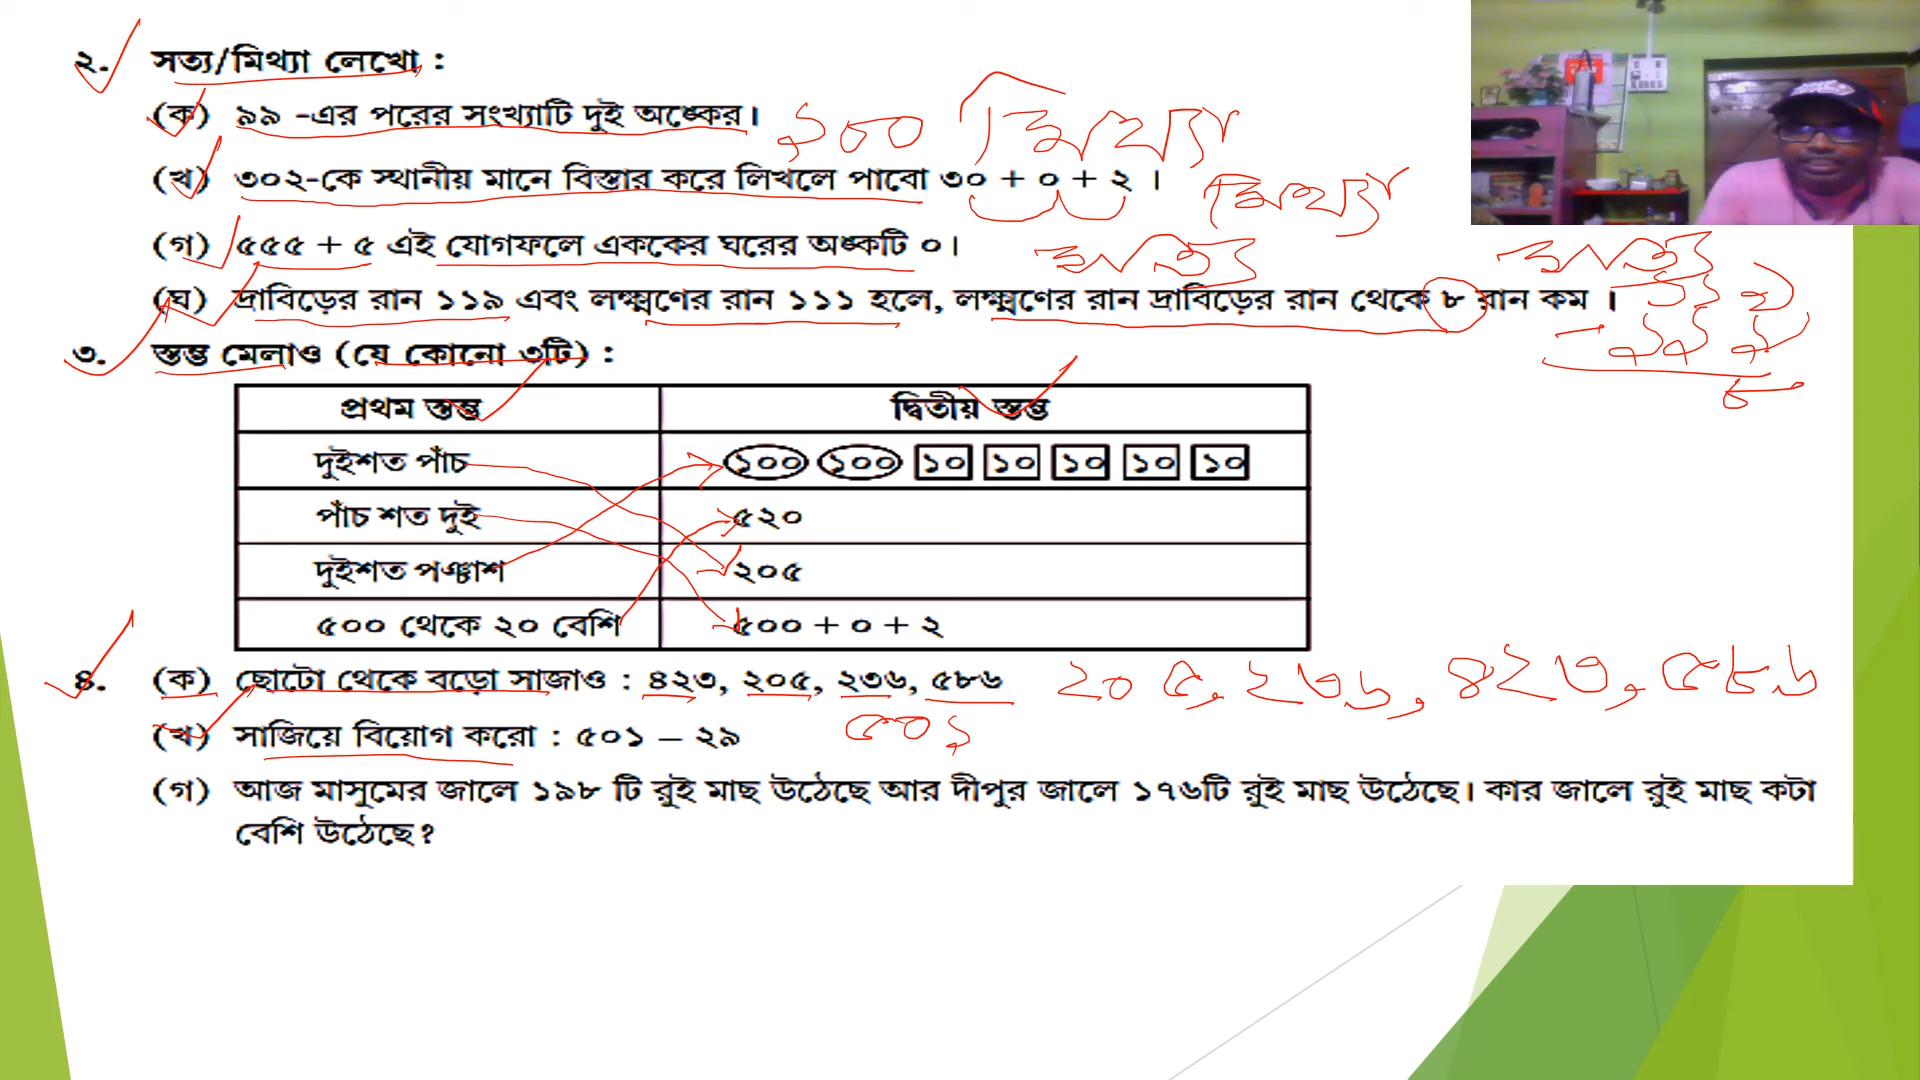 ২. সত্য/মিথ্যা লেখো :
(ক) ৯৯ -এর পরের সংখ্যাটি দুই অঙ্কের। ১০০ মিথ্যা
(খ) ৩০২-কে স্থানীয় মানে বিস্তার করে লিখলে পাবো ৩০ + ০ + ২ । মিথ্যা
(গ) ৫৫৫ + ৫ এই যোগফলে এককের ঘরের অঙ্কটি ০। সত্যি সত্যি
(ঘ) দ্রাবিড়ের রান ১১৯ এবং লক্ষ্মণের রান ১১১ হলে, লক্ষ্মণের রান দ্রাবিড়ের রান থেকে ৮ রান কম । ১১৯
– ১১১
৮
৩. স্তম্ভ মেলাও (যে কোনো ৩টি) :
প্রথম স্তম্ভ দ্বিতীয় স্তম্ভ
দুইশত পাঁচ ১০০ ১০০ ১০ ১০ ১০ ১০ ১০
পাঁচ শত দুই ৫২০
দুইশত পঞ্চাশ ২০৫
৫০০ থেকে ২০ বেশি ৫০০ + ০ + ২
৪. (ক) ছোটো থেকে বড়ো সাজাও : ৪২৩, ২০৫, ২৩৬, ৫৮৬ ২০৫, ২৩৬, ৪২৩, ৫৮৬
(খ) সাজিয়ে বিয়োগ করো : ৫০১ – ২৯ ৫০১
(গ) আজ মাসুমের জালে ১৯৮ টি রুই মাছ উঠেছে আর দীপুর জালে ১৭৬টি রুই মাছ উঠেছে। কার জালে রুই মাছ কটা
বেশি উঠেছে?